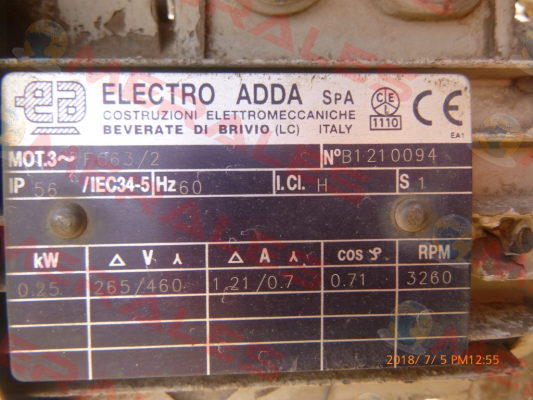 ELECTRO ADDA SpA
COSTRUZIONI ELETTROMECCANICHE
BEVERATE DI BRIVIO (LC) ITALY
CEI
1110
CE
EA1
MOT.3~ 63/2 N°B1210094
IP 56 /IEC34-5 Hz 60 I.Cl. H S 1
kW Δ V ⅄ Δ A ⅄ cos φ RPM
0.25 265/460 1.21/0.7 0.71 3260
2018/ 7/ 5 PM12:55